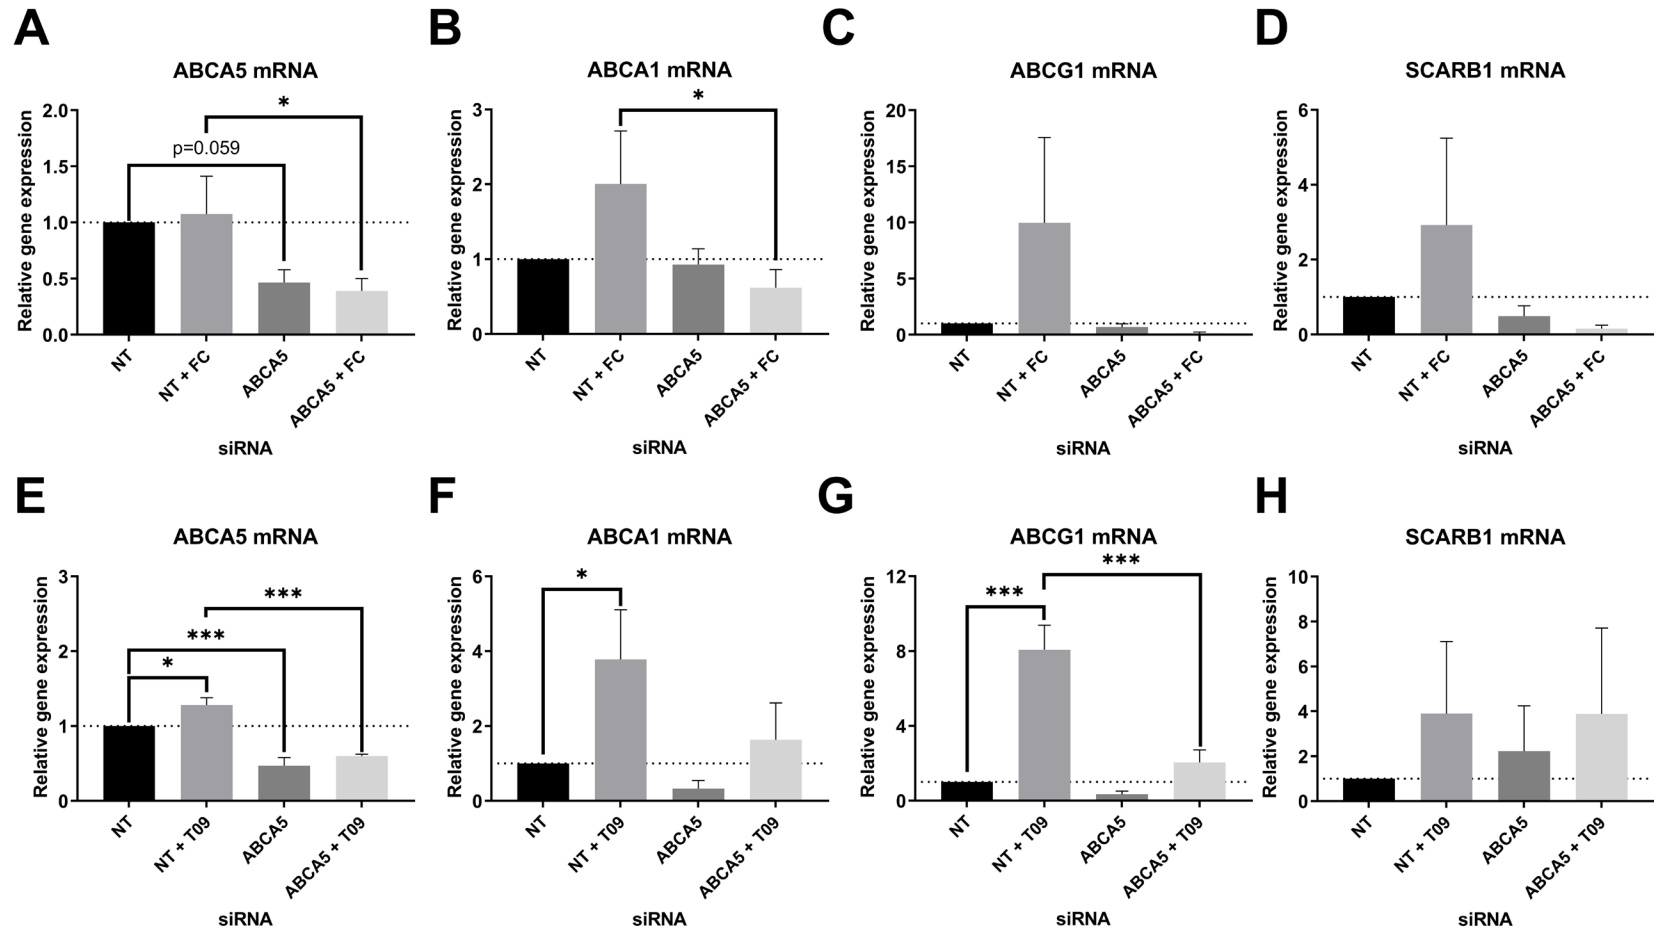 A
B
C
D
ABCA5 mRNA
ABCA1 mRNA
ABCG1 mRNA
SCARB1 mRNA
Relative gene expression
2.0
1.5
1.0
0.5
0.0
*
p=0.059
NT
NT + FC
ABCA5
ABCA5 + FC
siRNA
Relative gene expression
3
2
1
0
*
NT
NT + FC
ABCA5
ABCA5 + FC
siRNA
Relative gene expression
20
15
10
5
0
NT
NT + FC
ABCA5
ABCA5 + FC
siRNA
Relative gene expression
6
4
2
0
NT
NT + FC
ABCA5
ABCA5 + FC
siRNA
E
F
G
H
ABCA5 mRNA
ABCA1 mRNA
ABCG1 mRNA
SCARB1 mRNA
Relative gene expression
3
2
1
0
***
***
*
NT
NT + T09
ABCA5
ABCA5 + T09
siRNA
Relative gene expression
6
4
2
0
*
NT
NT + T09
ABCA5
ABCA5 + T09
siRNA
Relative gene expression
12
8
4
0
***
***
NT
NT + T09
ABCA5
ABCA5 + T09
siRNA
Relative gene expression
10
8
6
4
2
0
NT
NT + T09
ABCA5
ABCA5 + T09
siRNA